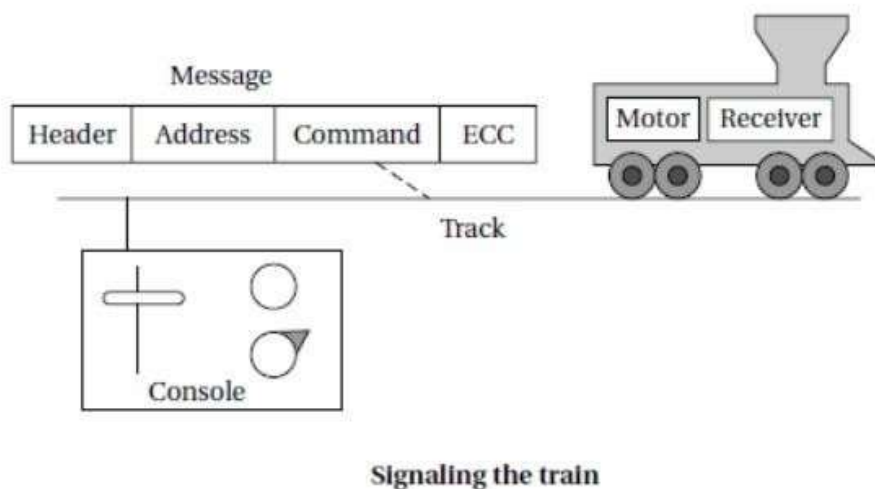 Message
Header Address Command ECC
Motor Receiver
Track
Console
Signaling the train